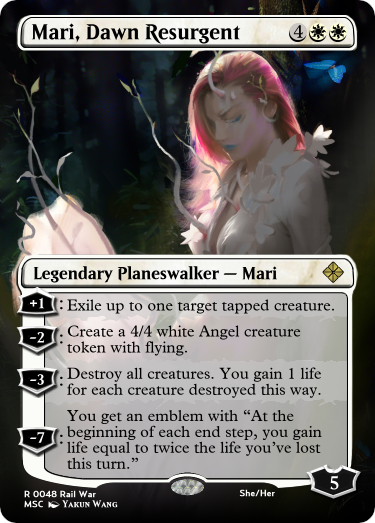 Mari, Dawn Resurgent 4
Legendary Planeswalker — Mari
+1: Exile up to one target tapped creature.
-2: Create a 4/4 white Angel creature
token with flying.
-3: Destroy all creatures. You gain 1 life
for each creature destroyed this way.
-7: You get an emblem with “At the
beginning of each end step, you gain
life equal to twice the life you’ve lost
this turn.”
5
R 0048 Rail War She/Her
MSC Yakun Wang